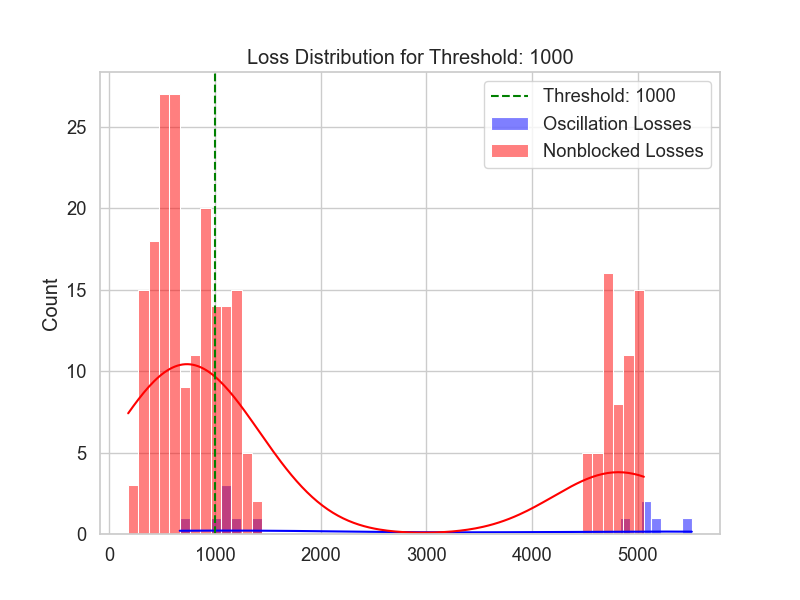 Loss Distribution for Threshold: 1000
Threshold: 1000
Oscillation Losses
Nonblocked Losses
Count
25
20
15
10
5
0
0 1000 2000 3000 4000 5000